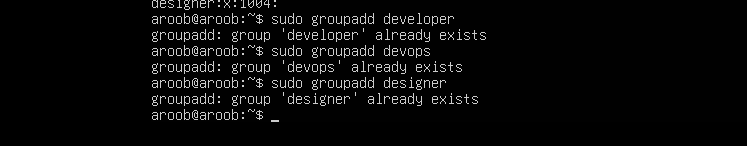 designer:x:1004:
aroob@aroob:~$ sudo groupadd developer
groupadd: group 'developer' already exists
aroob@aroob:~$ sudo groupadd devops
groupadd: group 'devops' already exists
aroob@aroob:~$ sudo groupadd designer
groupadd: group 'designer' already exists
aroob@aroob:~$ _